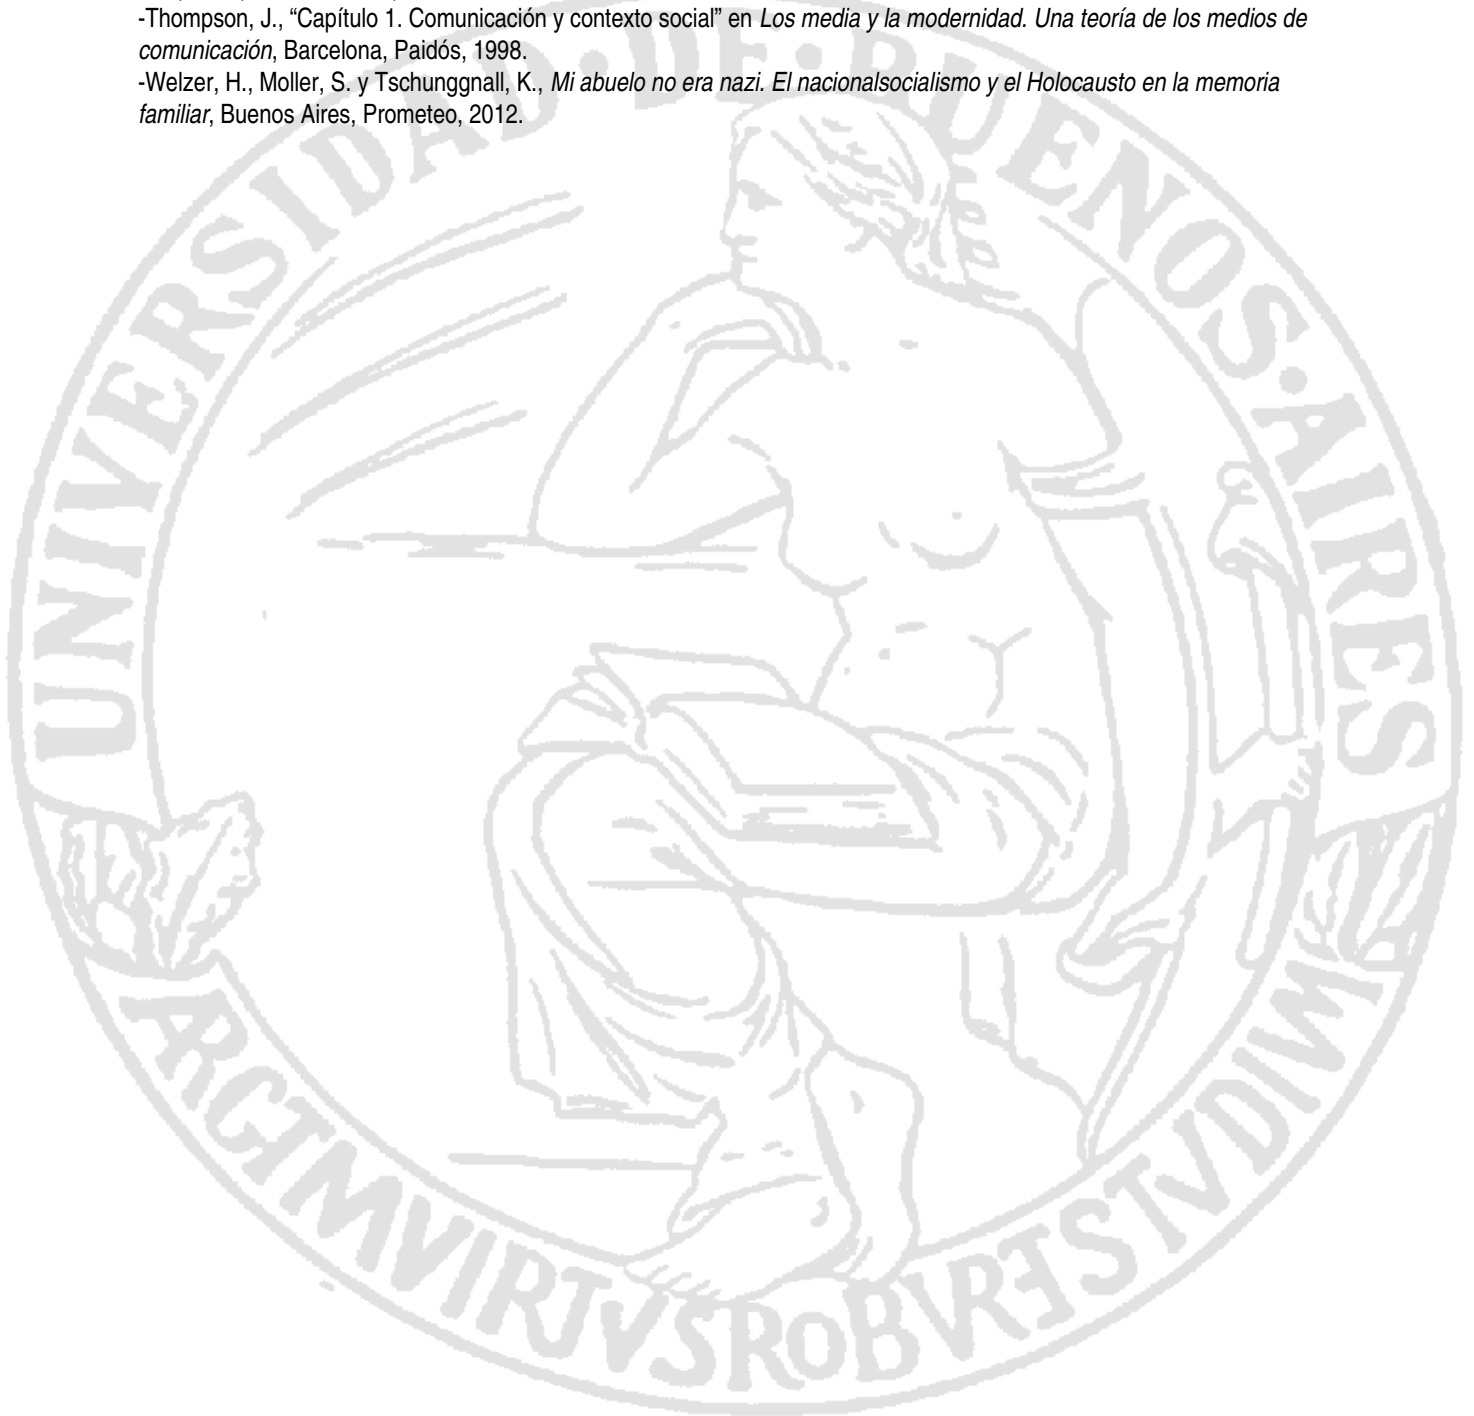 -Thompson, J., “Capítulo 1. Comunicación y contexto social” en Los media y la modernidad. Una teoría de los medios de
comunicación, Barcelona, Paidós, 1998.
-Welzer, H., Moller, S. y Tschunggnall, K., Mi abuelo no era nazi. El nacionalsocialismo y el Holocausto en la memoria
familiar, Buenos Aires, Prometeo, 2012.
UNIVERSIDAD·DE·BUENOS·AIRES
ARGTMVIRTVSROBVRETSTVDIVM